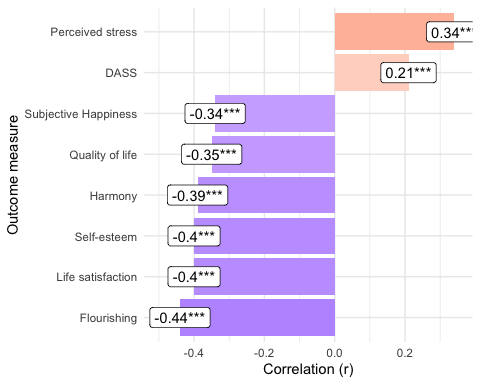 Outcome measure
Perceived stress 0.34**
DASS 0.21***
Subjective Happiness -0.34***
Quality of life -0.35***
Harmony -0.39***
Self-esteem -0.4***
Life satisfaction -0.4***
Flourishing -0.44***
-0.4 -0.2 0.0 0.2
Correlation (r)